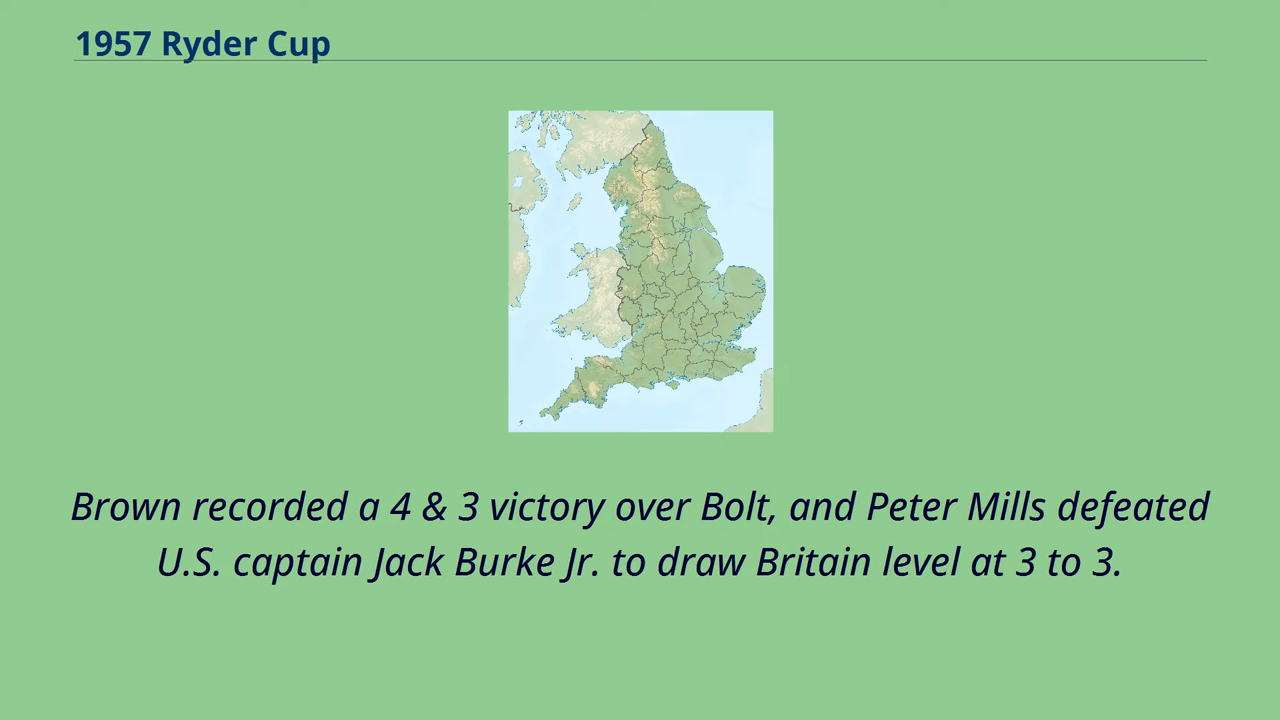 1957 Ryder Cup
Brown recorded a 4 & 3 victory over Bolt, and Peter Mills defeated
U.S. captain Jack Burke Jr. to draw Britain level at 3 to 3.